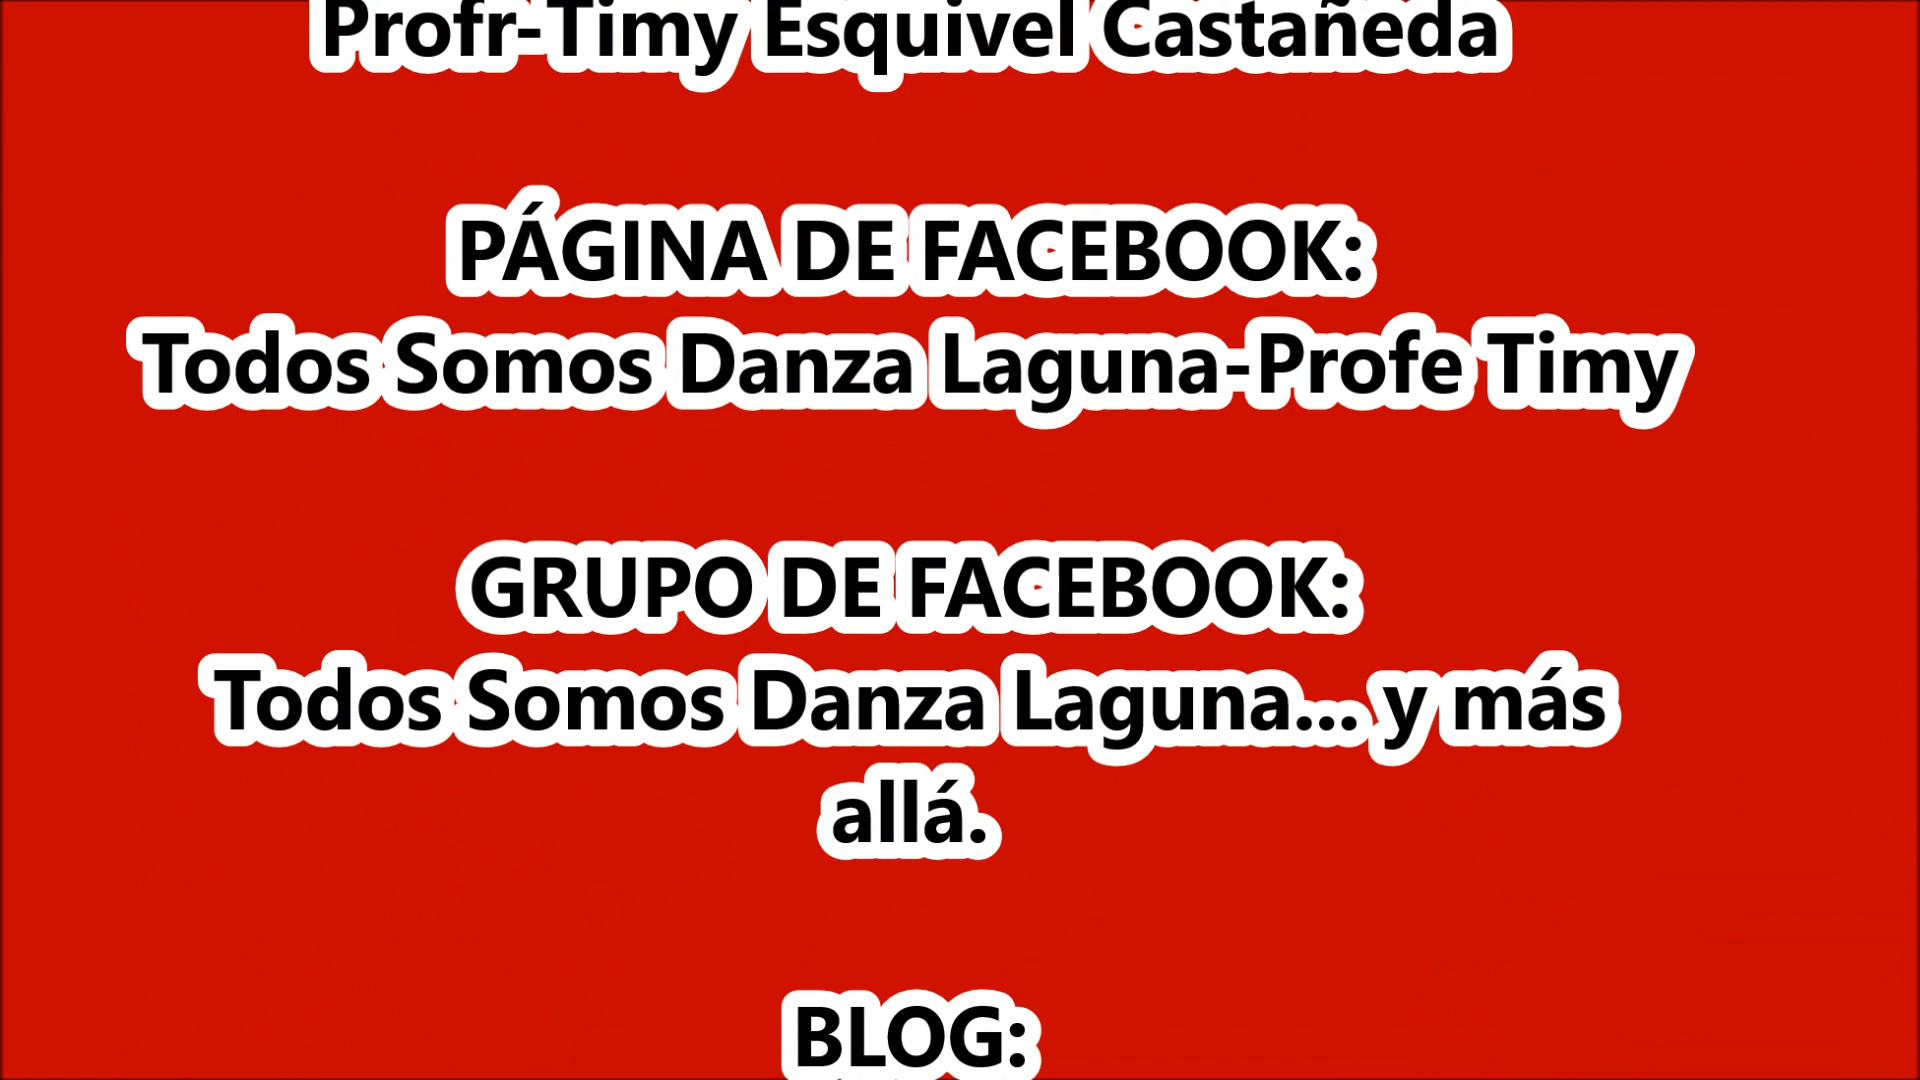 Profr-Timy Esquivel Castañeda
PÁGINA DE FACEBOOK:
Todos Somos Danza Laguna-Profe Timy
GRUPO DE FACEBOOK:
Todos Somos Danza Laguna... y más
allá.
BLOG: